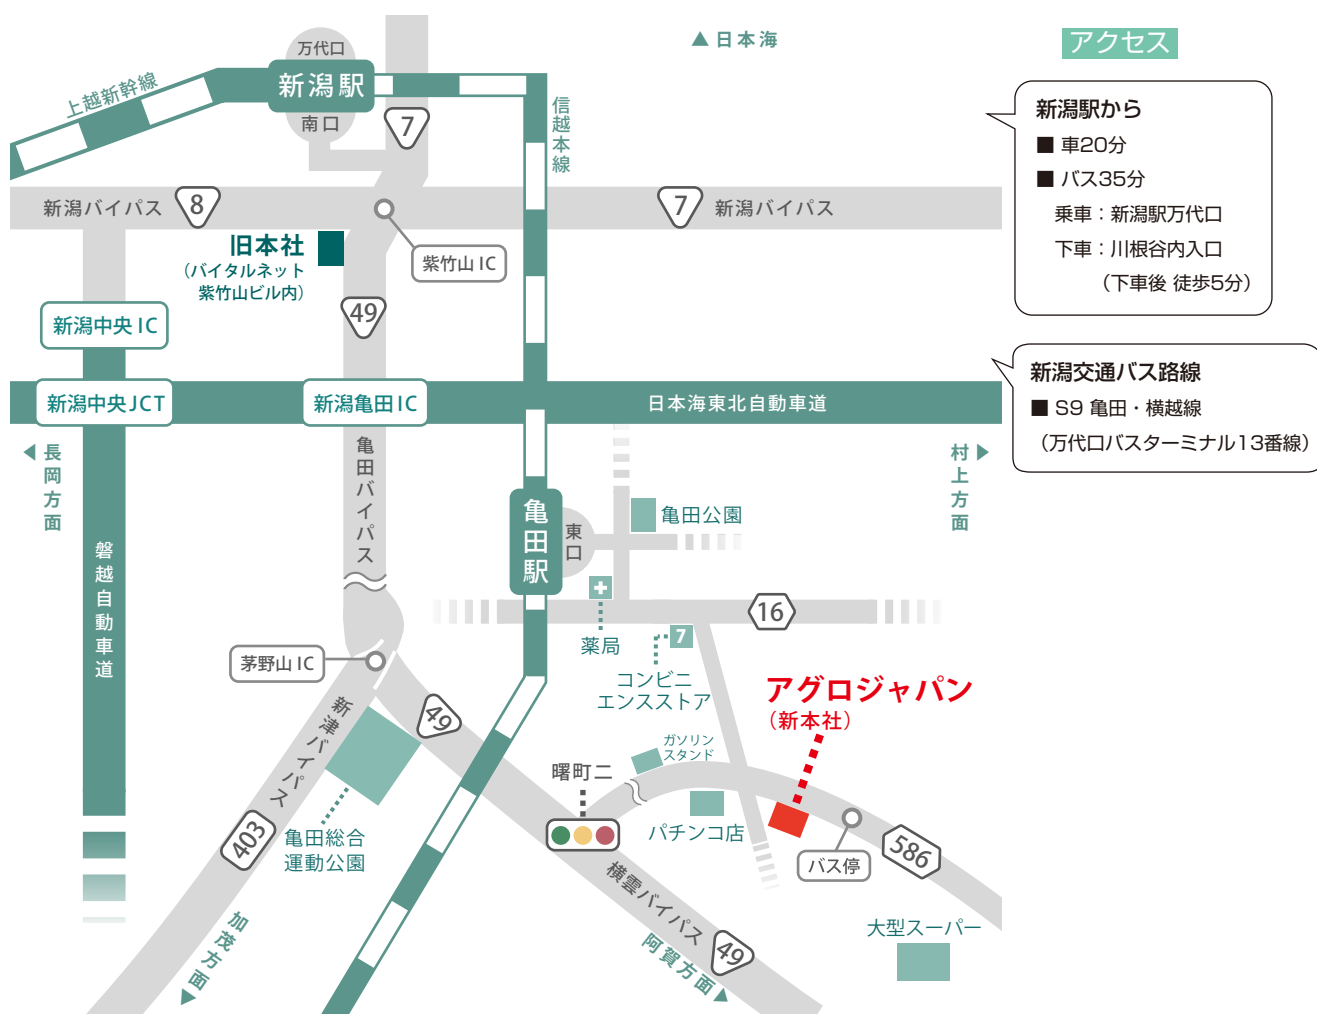 アクセス
新潟駅から
■ 車20分
■ バス35分
乗車：新潟駅万代口
下車：川根谷内入口
（下車後 徒歩5分）
新潟交通バス路線
■ S9 亀田・横越線
（万代口バスターミナル13番線）
▲日本海
万代口
新潟駅
南口
上越新幹線
7
信越本線
新潟バイパス
8
7
新潟バイパス
旧本社
（バイタルネット
紫竹山ビル内）
紫竹山 IC
49
新潟中央 IC
新潟中央JCT
新潟亀田 IC
日本海東北自動車道
◀長岡方面
村上方面▶
亀田バイパス
磐越自動車道
亀田駅
東口
亀田公園
16
薬局
7
コンビニ
エンスストア
茅野山 IC
新津バイパス
49
アグロジャパン
（新本社）
ガソリン
スタンド
曙町二
パチンコ店
バス停
403
亀田総合
運動公園
586
横雲バイパス
49
大型スーパー
加茂方面▼
阿賀方面▼